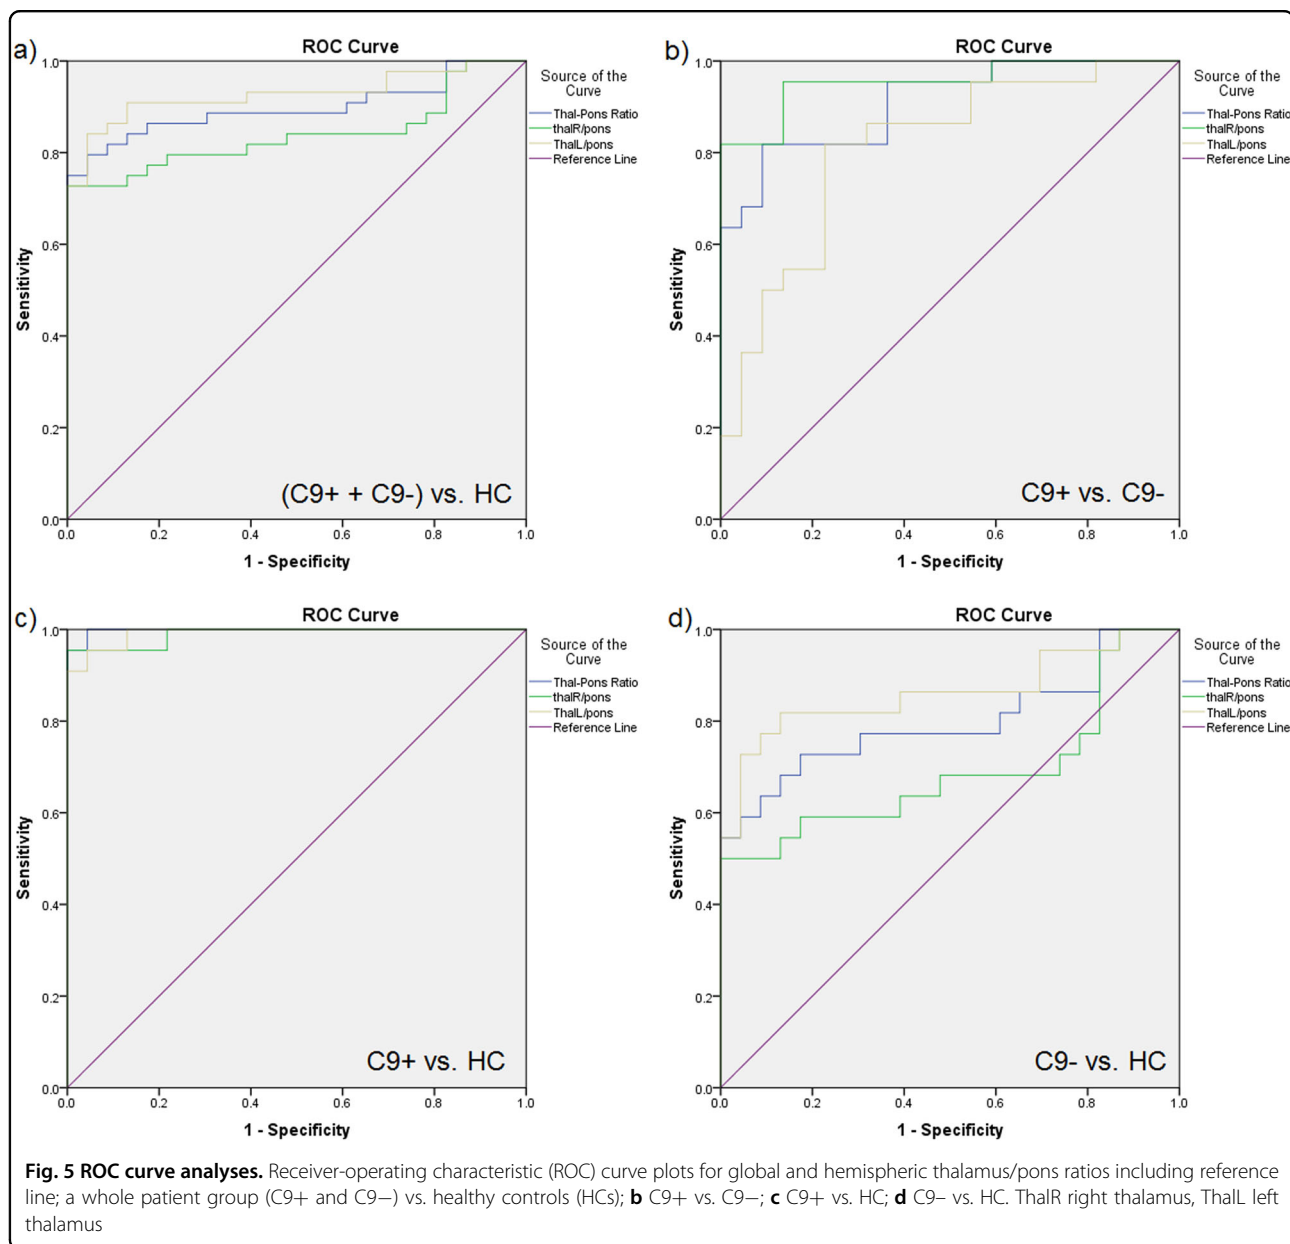 a)
ROC Curve
Sensitivity
1.0
0.8
0.6
0.4
0.2
0.0
0.0 0.2 0.4 0.6 0.8 1.0
1 - Specificity
(C9+ + C9-) vs. HC
Source of the
Curve
Thal-Pons Ratio
thalR/pons
ThalL/pons
Reference Line
b)
ROC Curve
Sensitivity
1.0
0.8
0.6
0.4
0.2
0.0
0.0 0.2 0.4 0.6 0.8 1.0
1 - Specificity
C9+ vs. C9-
Source of the
Curve
Thal-Pons Ratio
thalR/pons
ThalL/pons
Reference Line
c)
ROC Curve
Sensitivity
1.0
0.8
0.6
0.4
0.2
0.0
0.0 0.2 0.4 0.6 0.8 1.0
1 - Specificity
C9+ vs. HC
Source of the
Curve
Thal-Pons Ratio
thalR/pons
ThalL/pons
Reference Line
d)
ROC Curve
Sensitivity
1.0
0.8
0.6
0.4
0.2
0.0
0.0 0.2 0.4 0.6 0.8 1.0
1 - Specificity
C9- vs. HC
Source of the
Curve
Thal-Pons Ratio
thalR/pons
ThalL/pons
Reference Line
Fig. 5 ROC curve analyses. Receiver-operating characteristic (ROC) curve plots for global and hemispheric thalamus/pons ratios including reference
line; a whole patient group (C9+ and C9−) vs. healthy controls (HCs); b C9+ vs. C9−; c C9+ vs. HC; d C9– vs. HC. ThalR right thalamus, ThalL left
thalamus